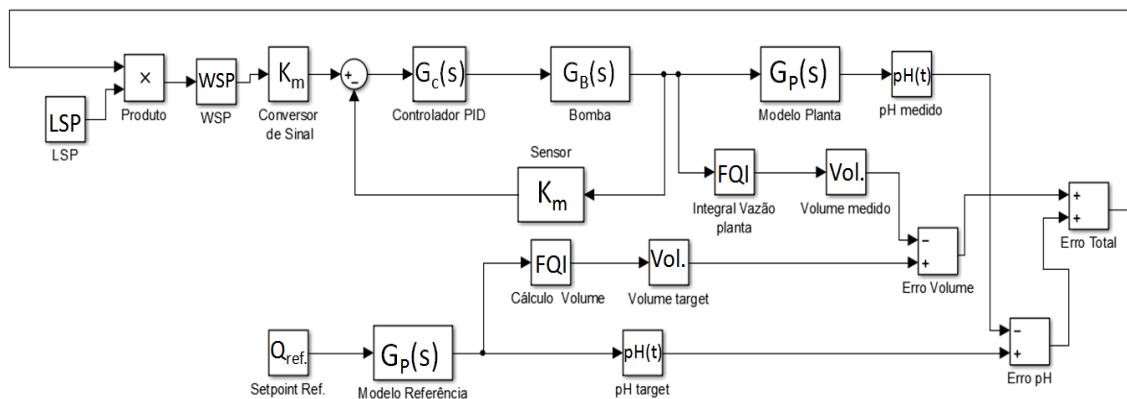 LSP
LSP
×
Produto
WSP
WSP
Km
Conversor
de Sinal
+
−
Gc(s)
Controlador PID
GB(s)
Bomba
GP(s)
Modelo Planta
pH(t)
pH medido
Sensor
Km
FQI
Integral Vazão
planta
Vol.
Volume medido
−
+
Erro Volume
+
+
Erro Total
FQI
Cálculo Volume
Vol.
Volume target
Qref.
Setpoint Ref.
GP(s)
Modelo Referência
pH(t)
pH target
−
+
Erro pH